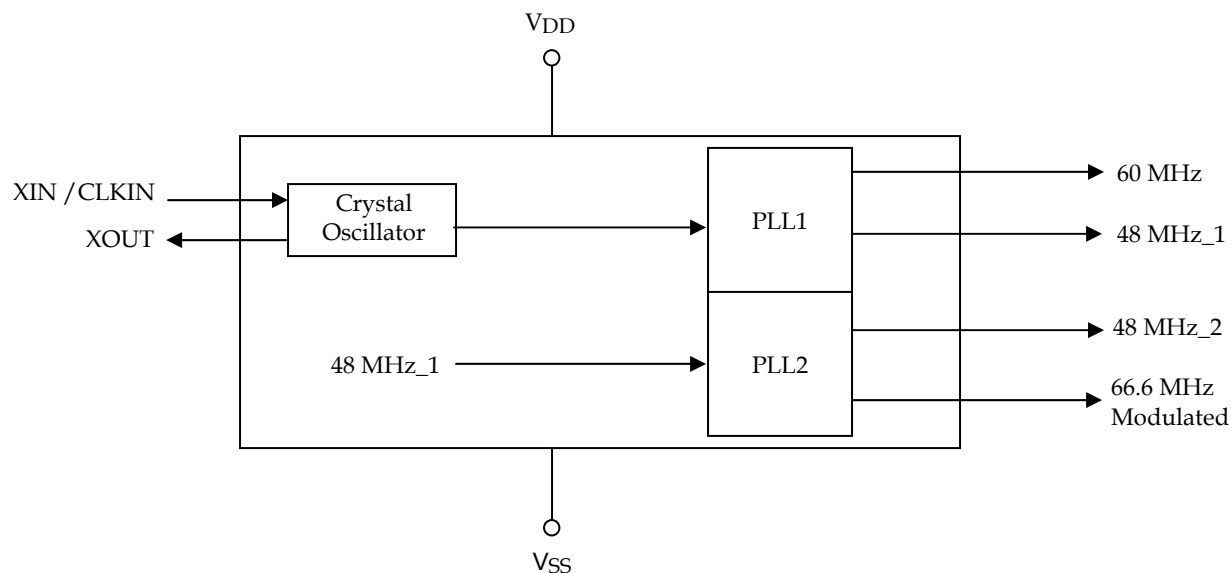 VDD
XIN /CLKIN
XOUT
Crystal
Oscillator
PLL1
60 MHz
48 MHz_1
48 MHz_1
PLL2
48 MHz_2
66.6 MHz
Modulated
VSS